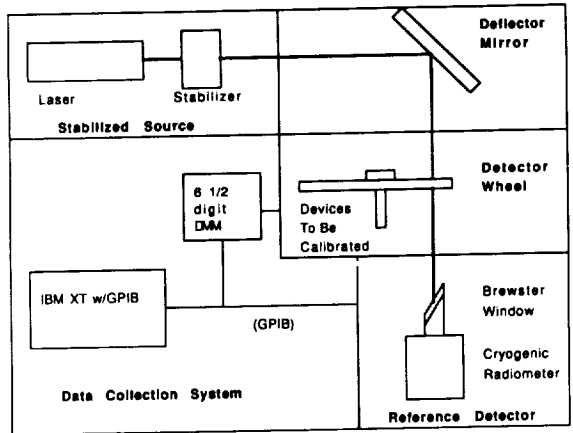 Deflector
Mirror
Laser
Stabilizer
Stabilized Source
Detector
Wheel
6 1/2
digit
DMM
Devices
To Be
Calibrated
IBM XT w/GPIB
(GPIB)
Brewster
Window
Cryogenic
Radiometer
Data Collection System
Reference Detector